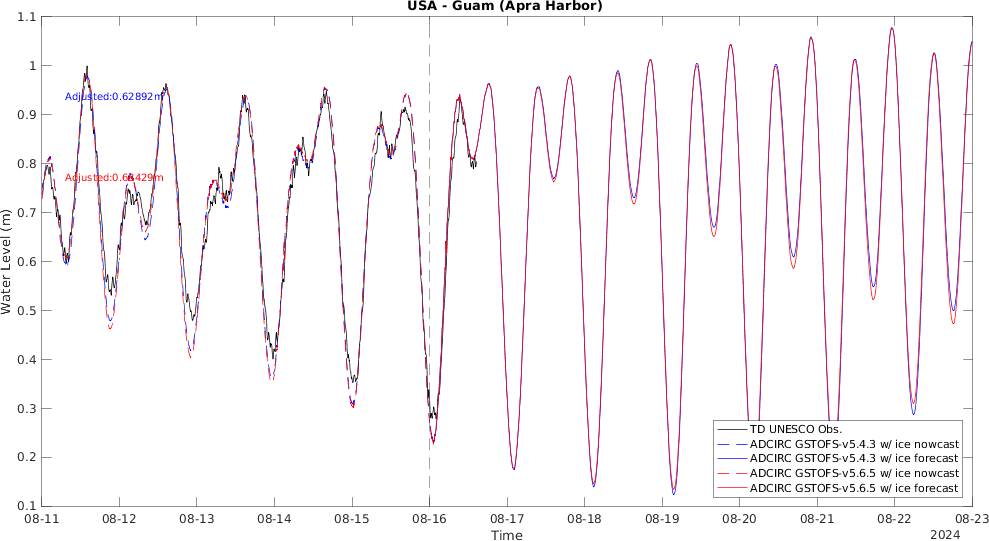 USA - Guam (Apra Harbor)
1.1
1
0.9
0.8
0.7
0.6
0.5
0.4
0.3
0.2
0.1
Water Level (m)
Adjusted:0.62892m
Adjusted:0.63429m
TD UNESCO Obs.
ADCIRC GSTOFS-v5.4.3 w/ ice nowcast
ADCIRC GSTOFS-v5.4.3 w/ ice forecast
ADCIRC GSTOFS-v5.6.5 w/ ice nowcast
ADCIRC GSTOFS-v5.6.5 w/ ice forecast
08-11 08-12 08-13 08-14 08-15 08-16 08-17 08-18 08-19 08-20 08-21 08-22 08-23
Time
2024